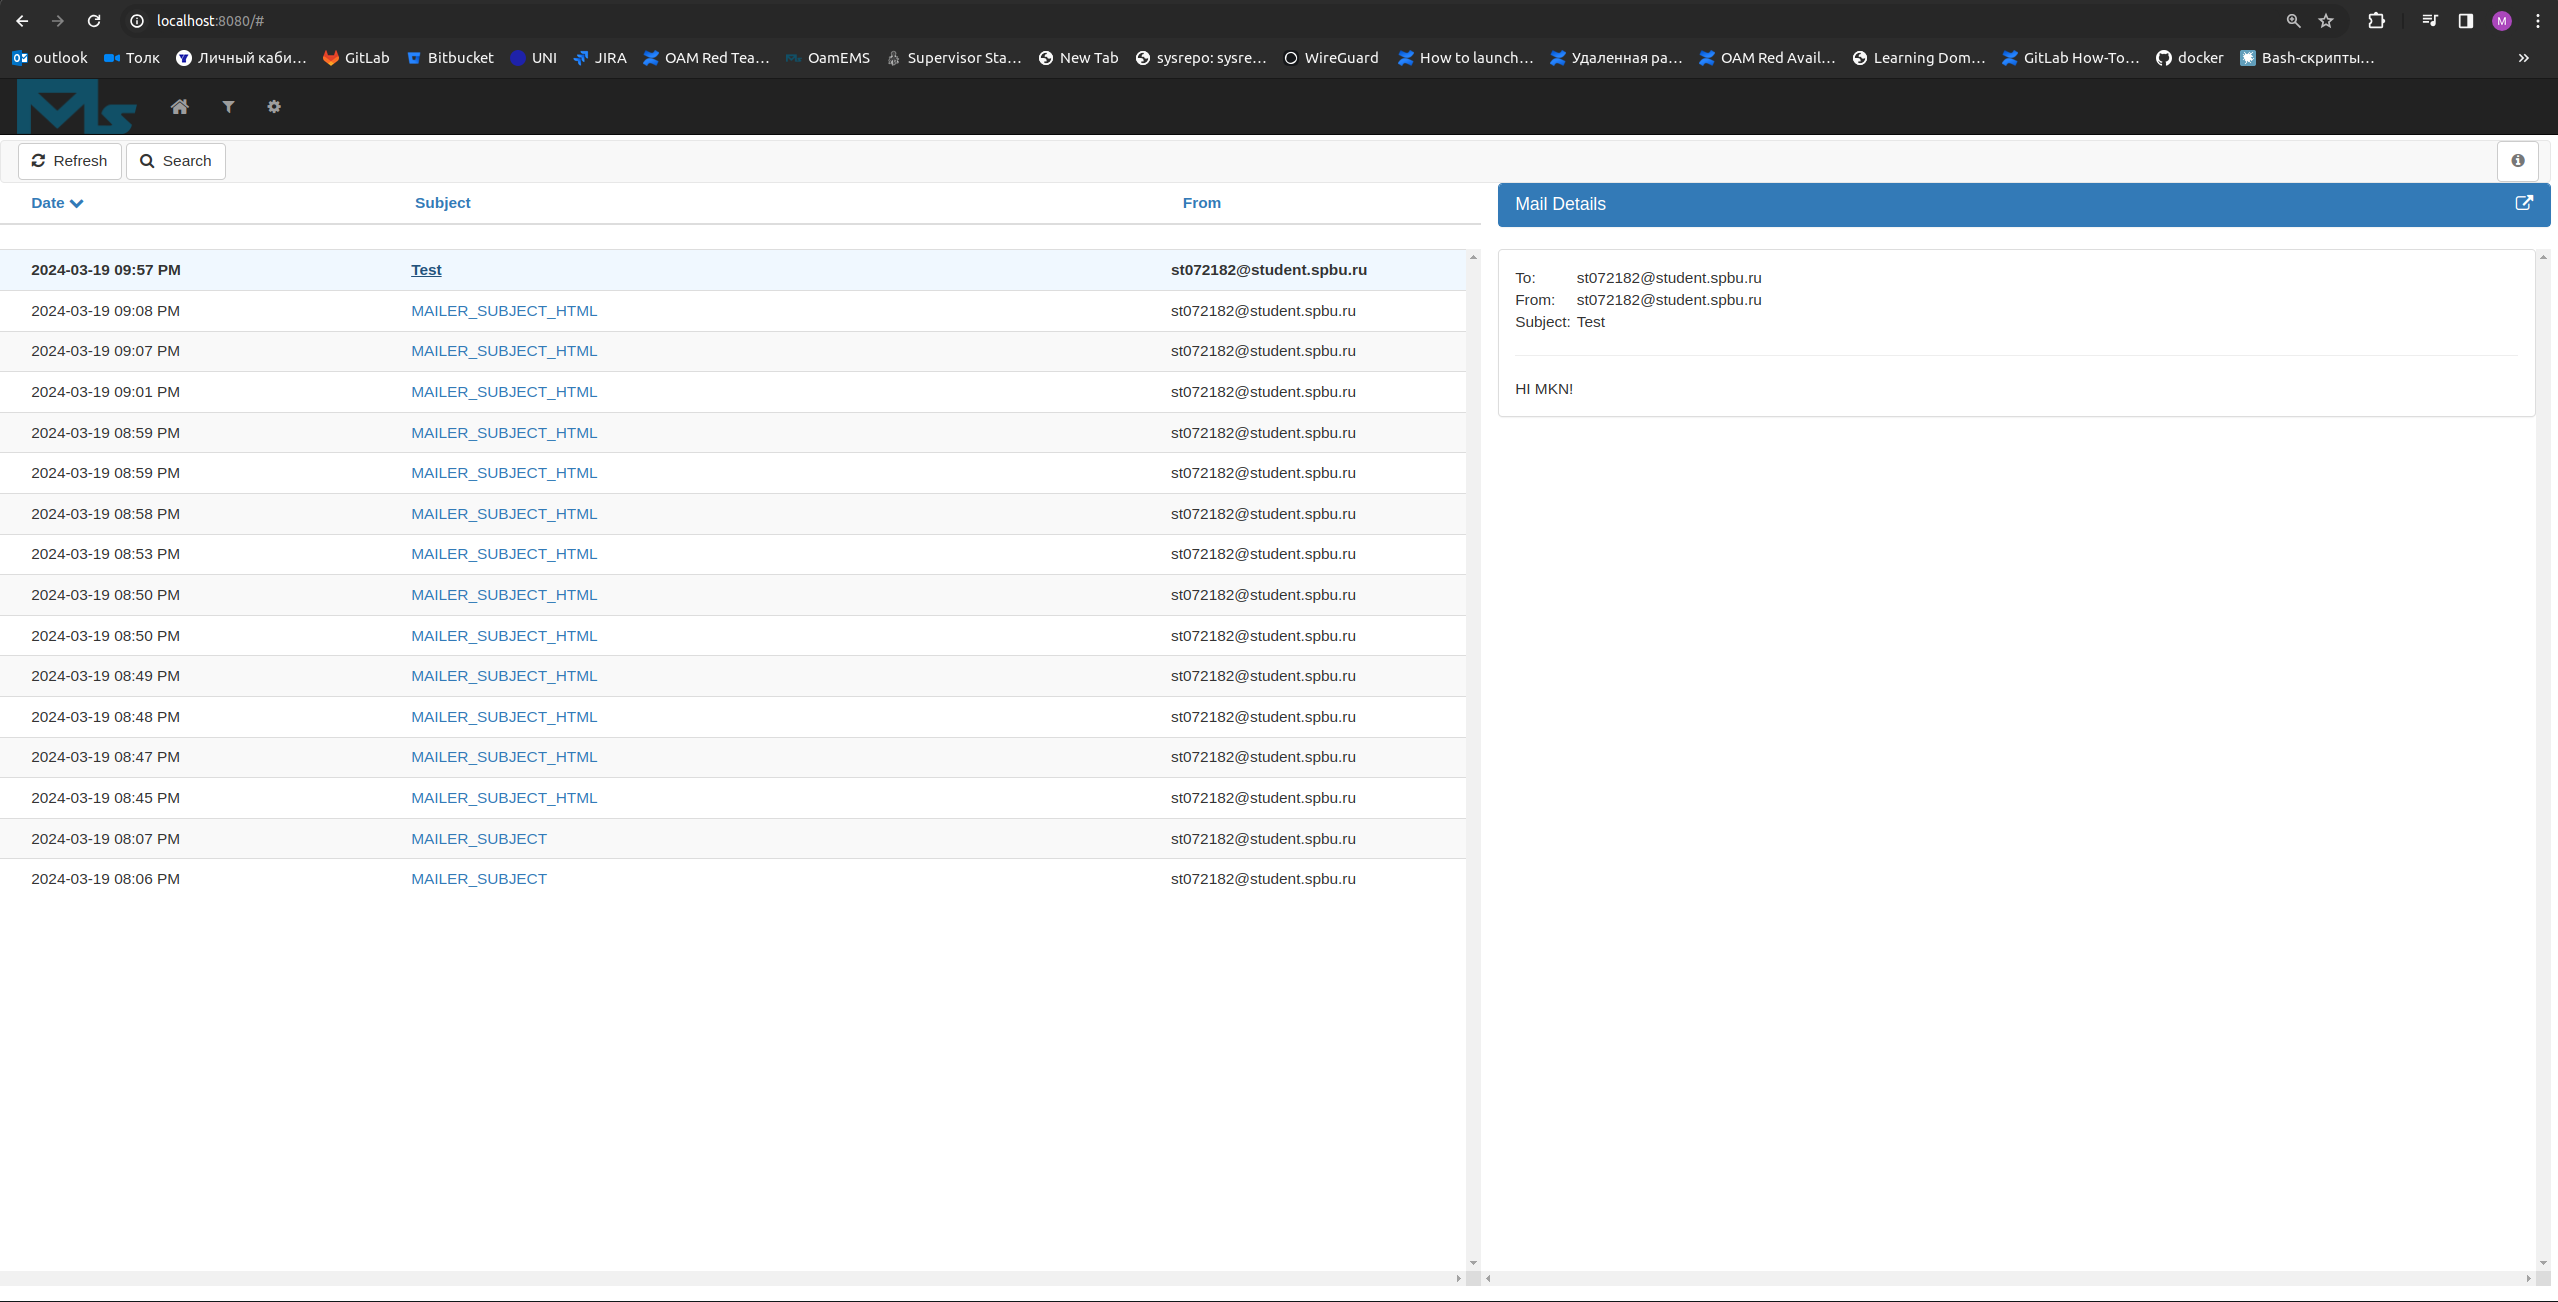 localhost:8080/#
outlook Толк Личный каби… GitLab Bitbucket UNI JIRA OAM Red Tea… OamEMS Supervisor Sta… New Tab sysrepo: sysre… WireGuard How to launch… Удаленная ра… OAM Red Avail… Learning Dom… GitLab How-To… docker Bash-скрипты… »
Ms
Refresh Search
Date Subject From
2024-03-19 09:57 PM Test st072182@student.spbu.ru
2024-03-19 09:08 PM MAILER_SUBJECT_HTML st072182@student.spbu.ru
2024-03-19 09:07 PM MAILER_SUBJECT_HTML st072182@student.spbu.ru
2024-03-19 09:01 PM MAILER_SUBJECT_HTML st072182@student.spbu.ru
2024-03-19 08:59 PM MAILER_SUBJECT_HTML st072182@student.spbu.ru
2024-03-19 08:59 PM MAILER_SUBJECT_HTML st072182@student.spbu.ru
2024-03-19 08:58 PM MAILER_SUBJECT_HTML st072182@student.spbu.ru
2024-03-19 08:53 PM MAILER_SUBJECT_HTML st072182@student.spbu.ru
2024-03-19 08:50 PM MAILER_SUBJECT_HTML st072182@student.spbu.ru
2024-03-19 08:50 PM MAILER_SUBJECT_HTML st072182@student.spbu.ru
2024-03-19 08:49 PM MAILER_SUBJECT_HTML st072182@student.spbu.ru
2024-03-19 08:48 PM MAILER_SUBJECT_HTML st072182@student.spbu.ru
2024-03-19 08:47 PM MAILER_SUBJECT_HTML st072182@student.spbu.ru
2024-03-19 08:45 PM MAILER_SUBJECT_HTML st072182@student.spbu.ru
2024-03-19 08:07 PM MAILER_SUBJECT st072182@student.spbu.ru
2024-03-19 08:06 PM MAILER_SUBJECT st072182@student.spbu.ru
Mail Details
To: st072182@student.spbu.ru
From: st072182@student.spbu.ru
Subject: Test
HI MKN!